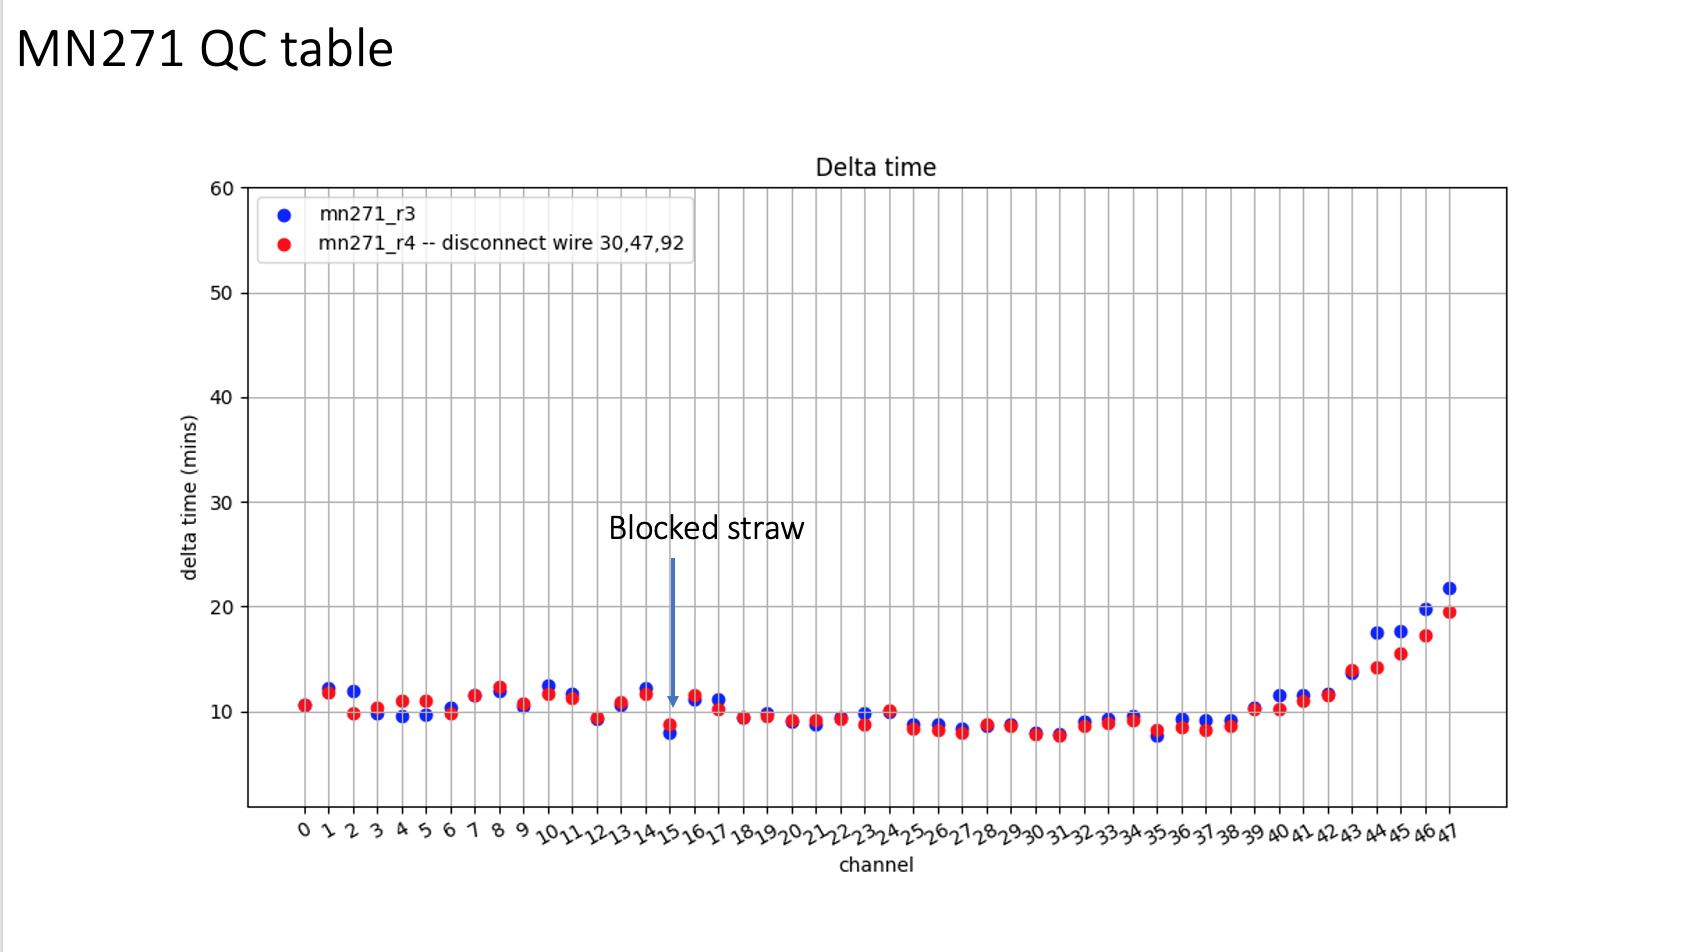 MN271 QC table
Delta time
60
mn271_r3
mn271_r4 -- disconnect wire 30,47,92
50
40
delta time (mins)
30
Blocked straw
20
10
0 1 2 3 4 5 6 7 8 9 10 11 12 13 14 15 16 17 18 19 20 21 22 23 24 25 26 27 28 29 30 31 32 33 34 35 36 37 38 39 40 41 42 43 44 45 46 47
channel